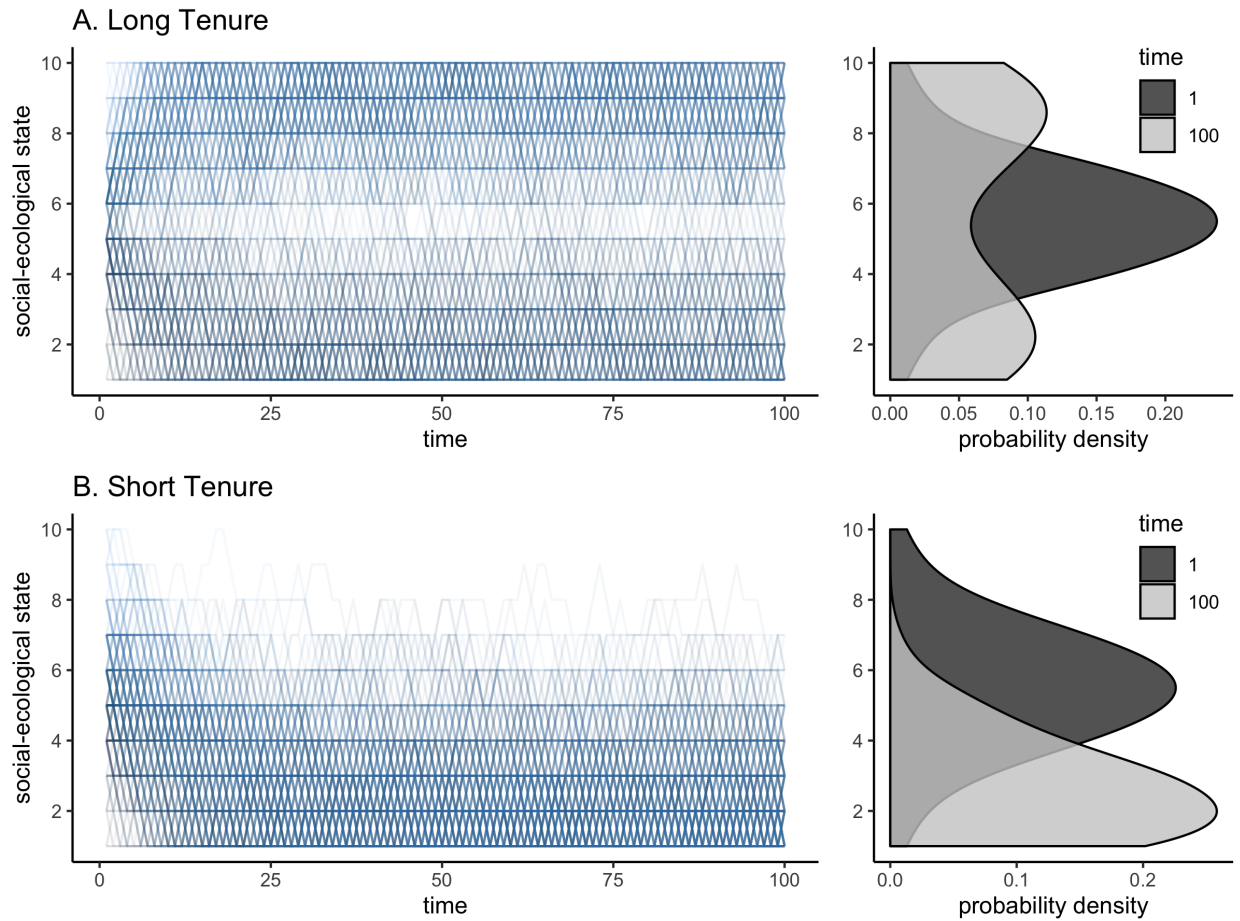 A. Long Tenure
social-ecological state
10
8
6
4
2
0 25 50 75 100
time
10
8
6
4
2
0.00 0.05 0.10 0.15 0.20
probability density
time
1
100
B. Short Tenure
social-ecological state
10
8
6
4
2
0 25 50 75 100
time
10
8
6
4
2
0.0 0.1 0.2
probability density
time
1
100